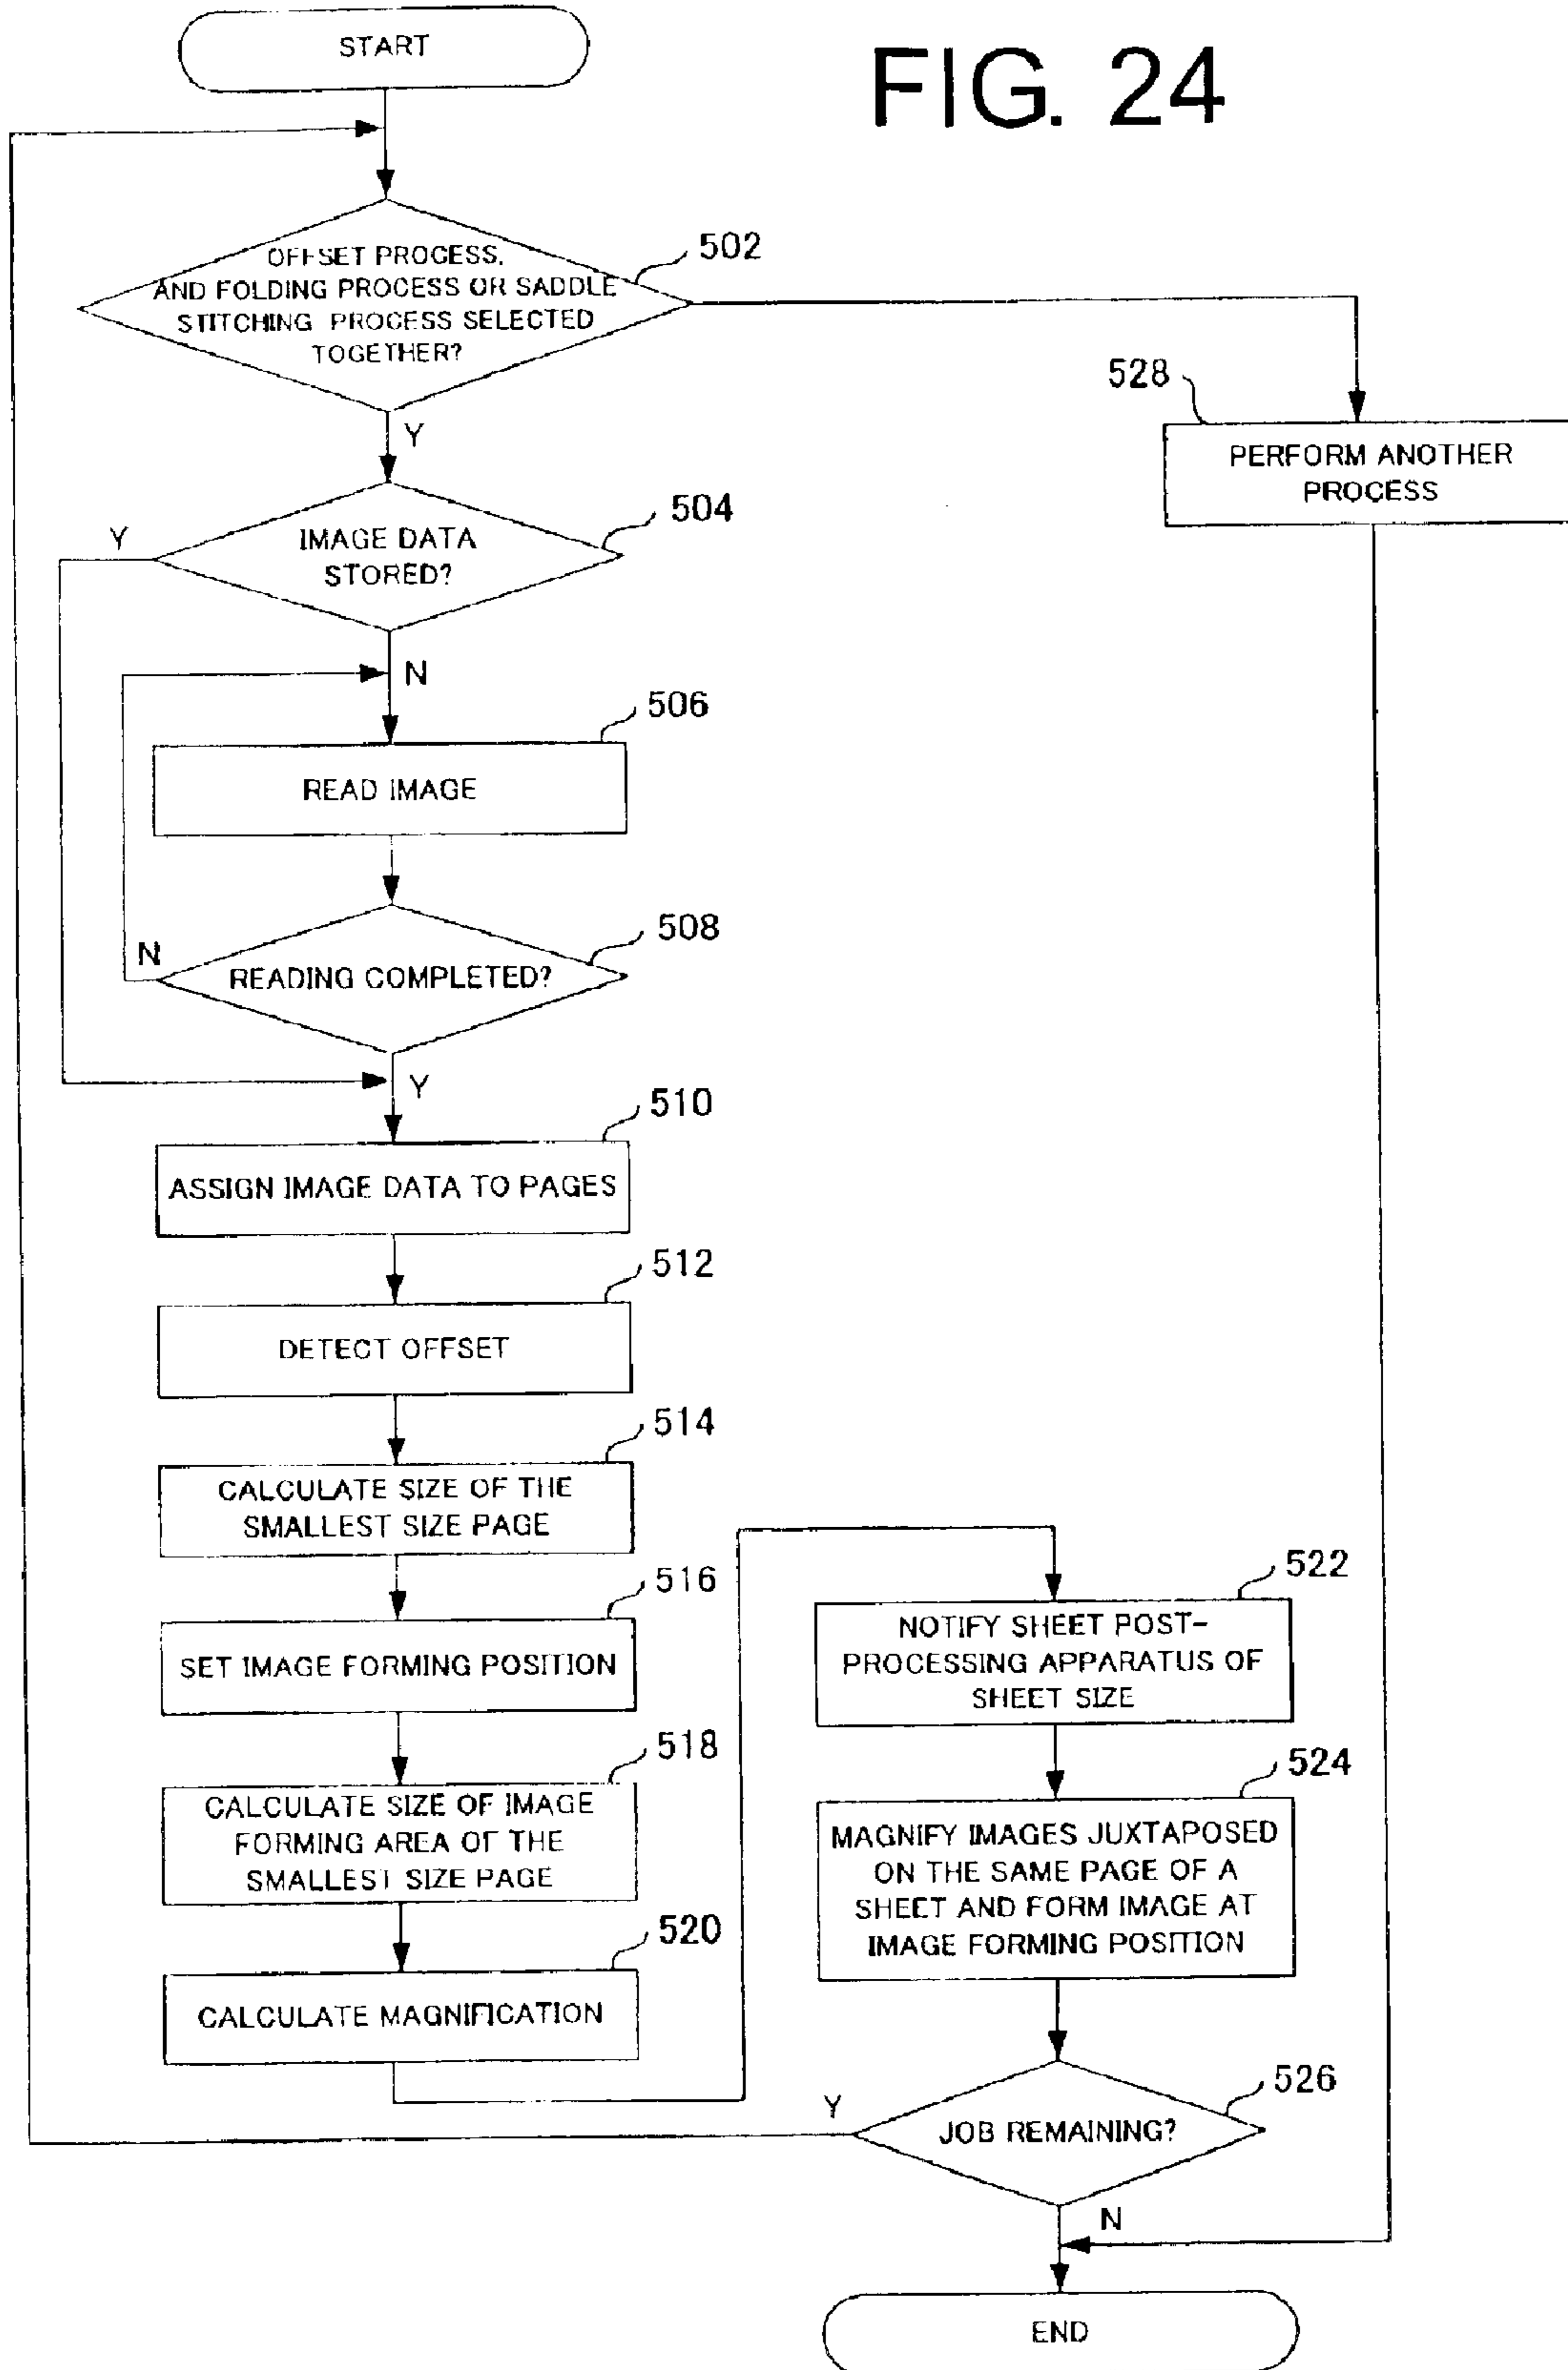 START
FIG. 24
OFFSET PROCESS,
AND FOLDING PROCESS OR SADDLE
STITCHING PROCESS SELECTED
TOGETHER?
502
Y
528
PERFORM ANOTHER
PROCESS
IMAGE DATA
STORED?
504
Y
N
506
READ IMAGE
508
READING COMPLETED?
N
Y
510
ASSIGN IMAGE DATA TO PAGES
512
DETECT OFFSET
514
CALCULATE SIZE OF THE
SMALLEST SIZE PAGE
516
SET IMAGE FORMING POSITION
518
CALCULATE SIZE OF IMAGE
FORMING AREA OF THE
SMALLEST SIZE PAGE
520
CALCULATE MAGNIFICATION
522
NOTIFY SHEET POST-
PROCESSING APPARATUS OF
SHEET SIZE
524
MAGNIFY IMAGES JUXTAPOSED
ON THE SAME PAGE OF A
SHEET AND FORM IMAGE AT
IMAGE FORMING POSITION
526
JOB REMAINING?
Y
N
END